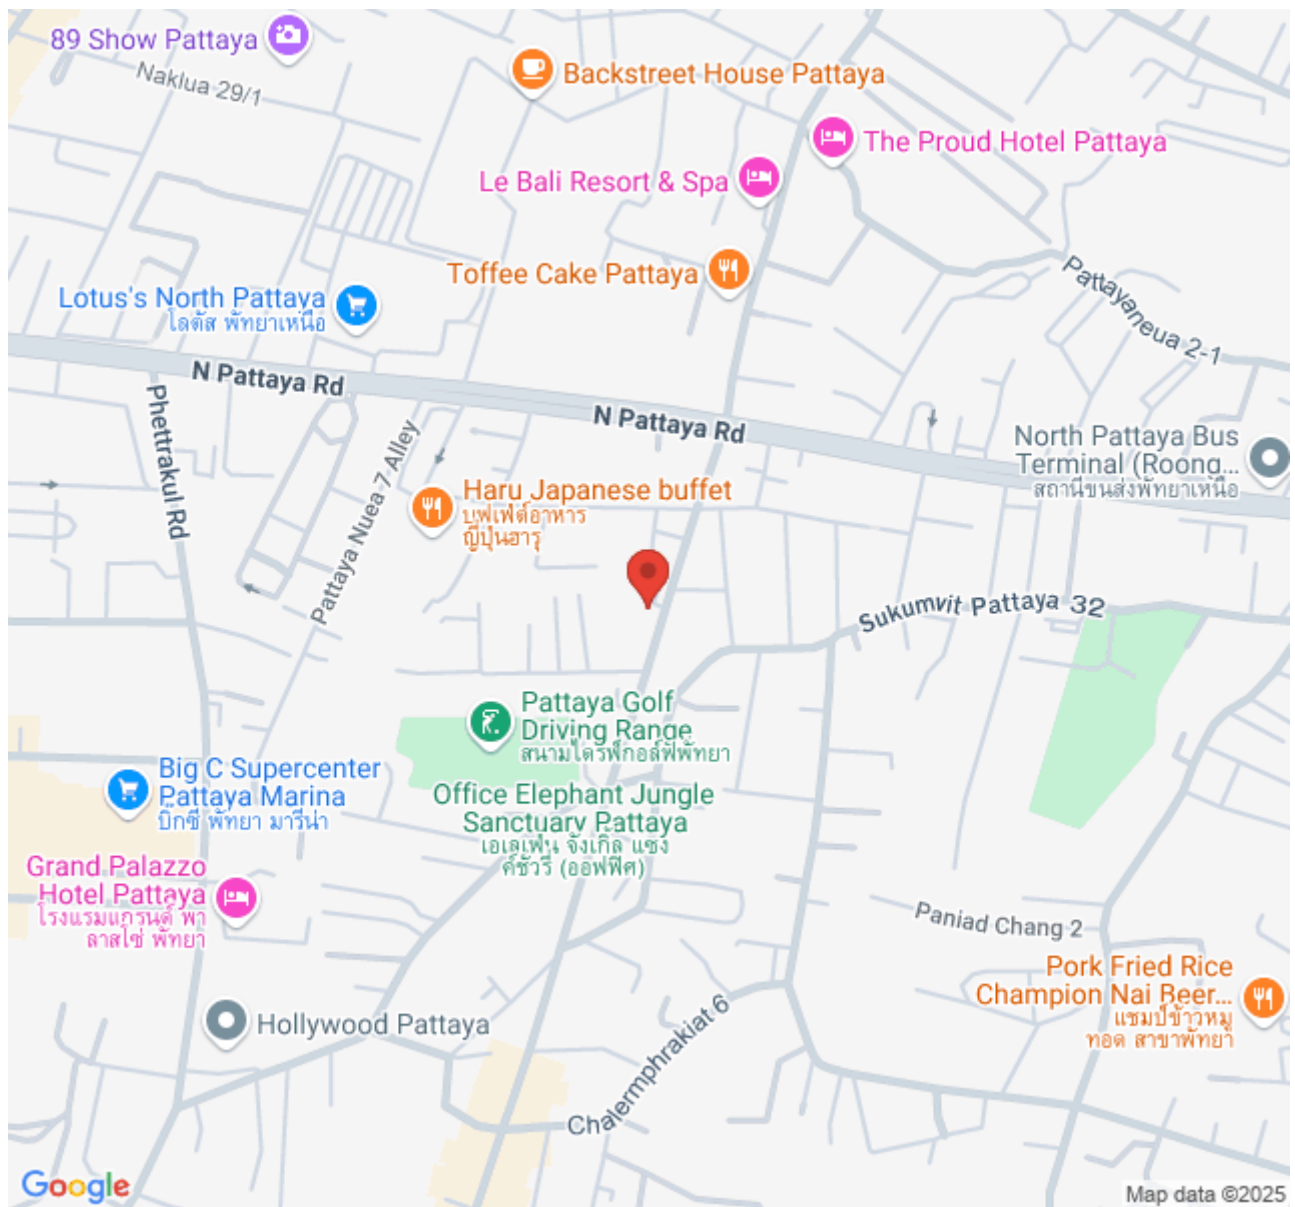 89 Show Pattaya
Naklua 29/1
Backstreet House Pattaya
The Proud Hotel Pattaya
Le Bali Resort & Spa
Toffee Cake Pattaya
Pattayaneua 2-1
Lotus's North Pattaya
โลตัส พัทยาเหนือ
N Pattaya Rd
N Pattaya Rd
Phettrakul Rd
Pattaya Nuea 7 Alley
North Pattaya Bus
Terminal (Roong...
สถานีขนส่งพัทยาเหนือ
Haru Japanese buffet
บุฟเฟ่ต์อาหาร
ญี่ปุ่นฮารุ
Sukumvit Pattaya 32
Pattaya Golf
Driving Range
สนามไดรฟ์กอล์ฟพัทยา
Big C Supercenter
Pattaya Marina
บิ๊กซี พัทยา มารีน่า
Office Elephant Jungle
Sanctuary Pattaya
เอเลเฟ่น จังเกิ้ล แซง
ค์ชัวรี่ (ออฟฟิศ)
Grand Palazzo
Hotel Pattaya
โรงแรมแกรนด์ พา
ลาสโซ่ พัทยา
Paniad Chang 2
Pork Fried Rice
Champion Nai Beer...
แชมป์ข้าวหมู
ทอด สาขาพัทยา
Hollywood Pattaya
Chalermphrakiat 6
Google
Map data ©2025